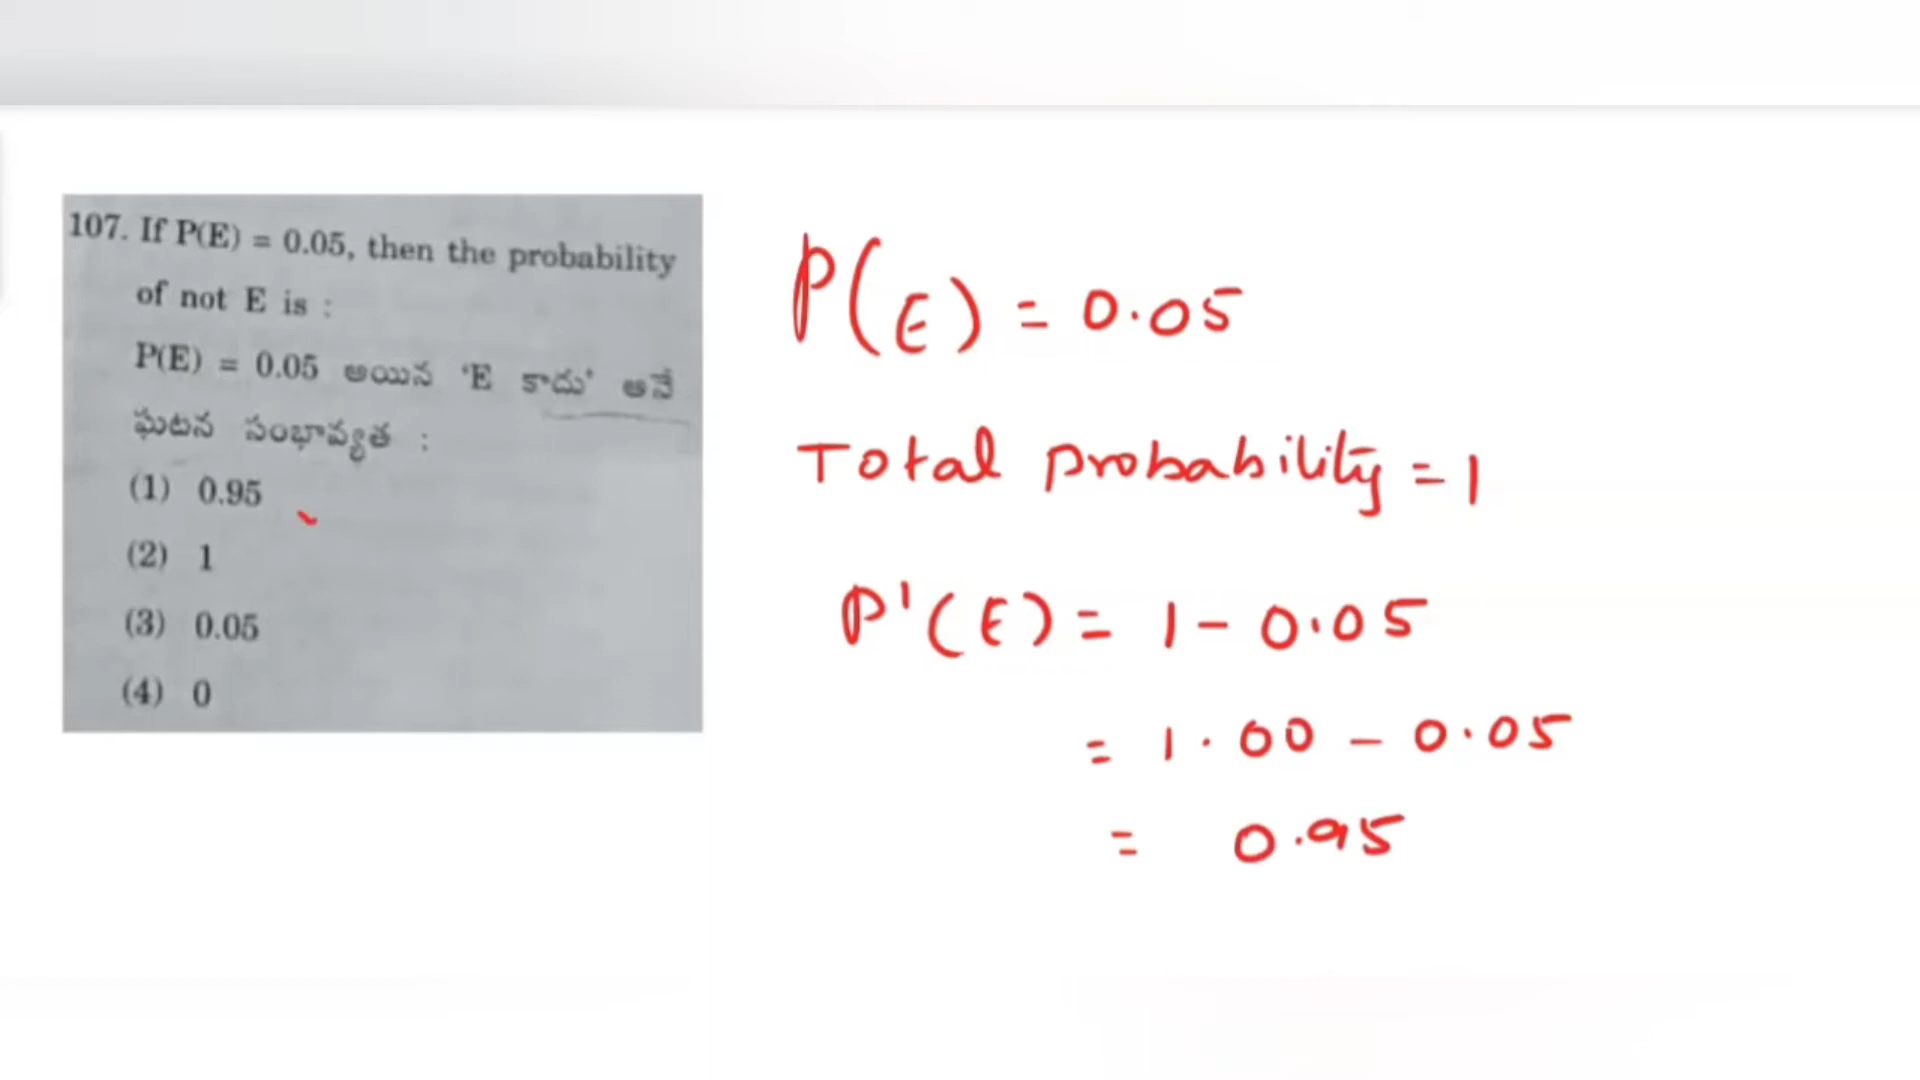 107. If P(E) = 0.05, then the probability
of not E is :
P(E) = 0.05 అయిన 'E కాదు' అనే
ఘటన సంభావ్యత :
(1) 0.95
(2) 1
(3) 0.05
(4) 0
P(E) = 0.05
Total probability = 1
P'(E) = 1 - 0.05
= 1.00 - 0.05
= 0.95